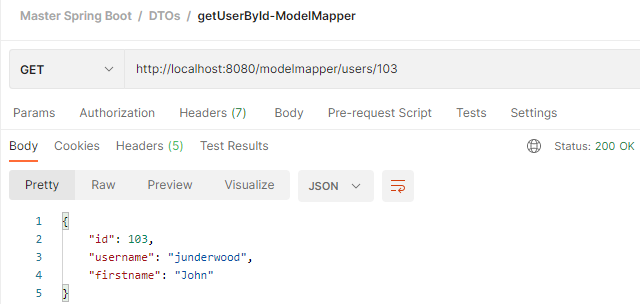 Master Spring Boot / DTOs / getUserById-ModelMapper
GET http://localhost:8080/modelmapper/users/103
Params Authorization Headers (7) Body Pre-request Script Tests Settings
Body Cookies Headers (5) Test Results Status: 200 OK
Pretty Raw Preview Visualize JSON
1 {
2 "id": 103,
3 "username": "junderwood",
4 "firstname": "John"
5 }